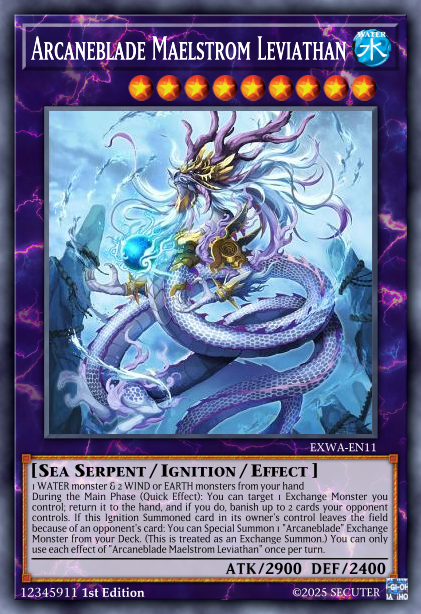 ARCANEBLADE MAELSTROM LEVIATHAN
WATER
水
EXWA-EN11
[SEA SERPENT / IGNITION / EFFECT ]
1 WATER monster & 2 WIND or EARTH monsters from your hand
During the Main Phase (Quick Effect): You can target 1 Exchange Monster you
control; return it to the hand, and if you do, banish up to 2 cards your opponent
controls. If this Ignition Summoned card in its owner's control leaves the field
because of an opponent's card: You can Special Summon 1 "Arcaneblade" Exchange
Monster from your Deck. (This is treated as an Exchange Summon.) You can only
use each effect of "Arcaneblade Maelstrom Leviathan" once per turn.
ATK/2900 DEF/2400
12345911 1st Edition
©2025 SECUTER